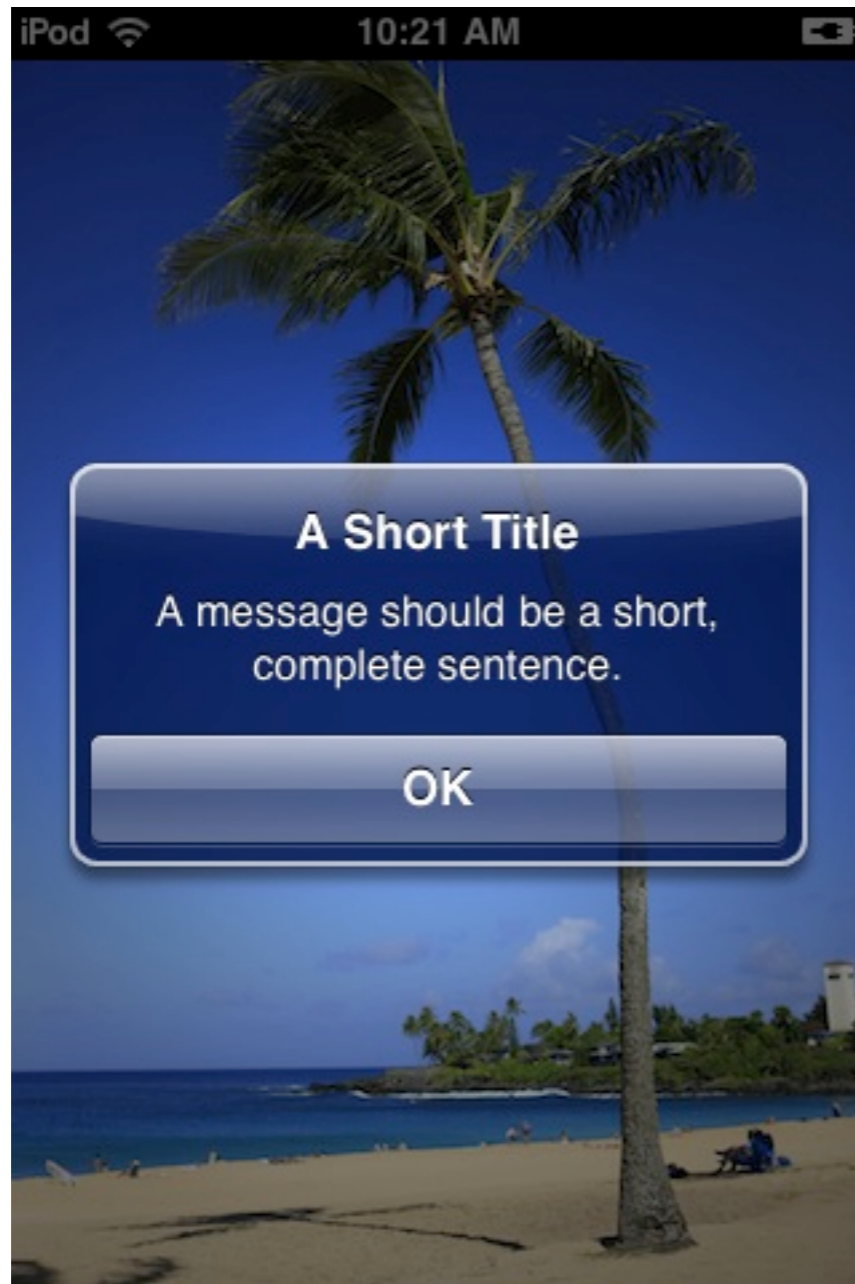 iPod 10:21 AM
A Short Title
A message should be a short,
complete sentence.
OK